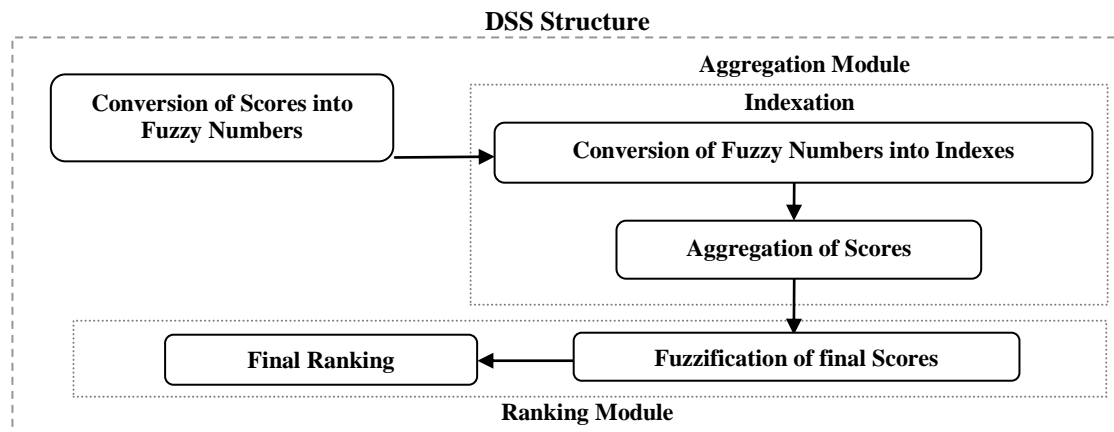 DSS Structure
Aggregation Module
Conversion of Scores into
Fuzzy Numbers
Indexation
Conversion of Fuzzy Numbers into Indexes
Aggregation of Scores
Fuzzification of final Scores
Final Ranking
Ranking Module